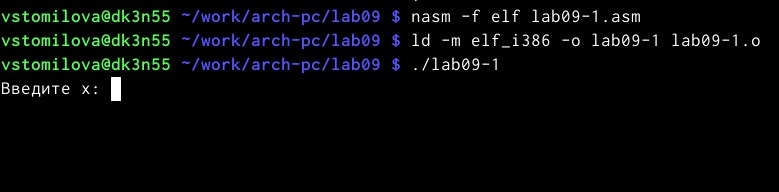 vstomilova@dk3n55 ~/work/arch-pc/lab09 $ nasm -f elf lab09-1.asm
vstomilova@dk3n55 ~/work/arch-pc/lab09 $ ld -m elf_i386 -o lab09-1 lab09-1.o
vstomilova@dk3n55 ~/work/arch-pc/lab09 $ ./lab09-1
Введите x: